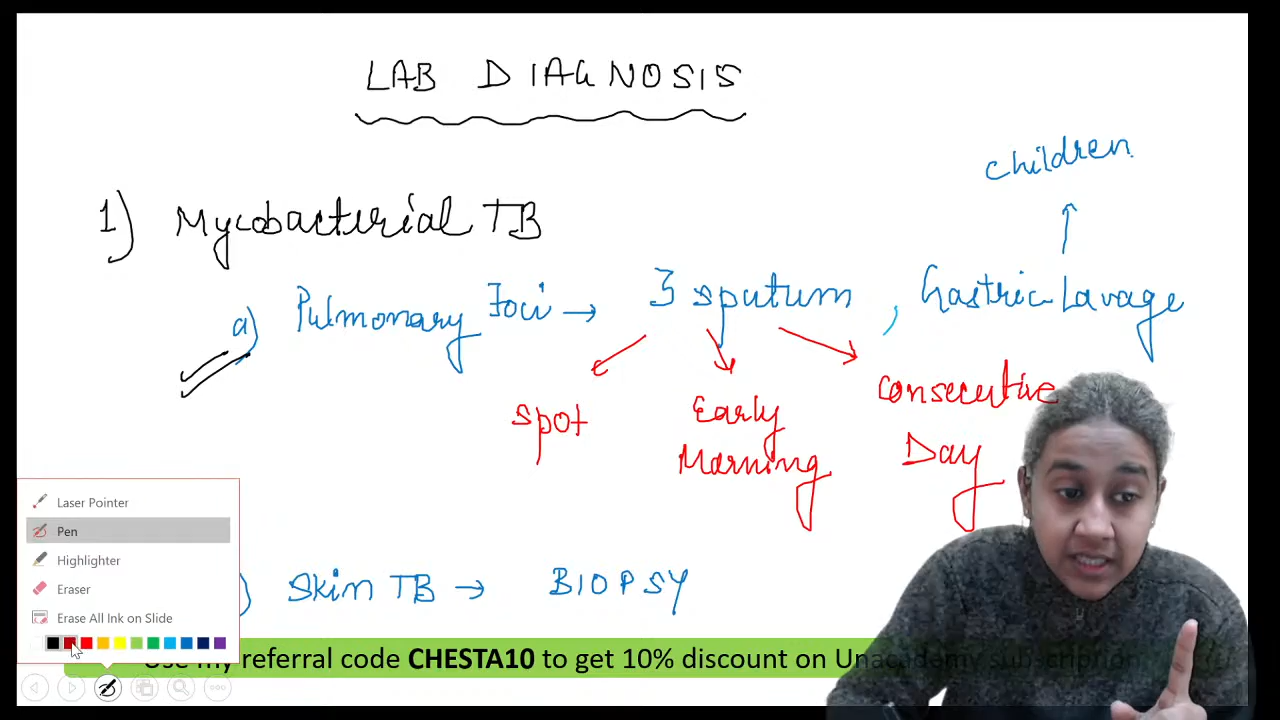 LAB DIAGNOSIS
children
1) Mycobacterial TB
a) Pulmonary Foci → 3 sputum , Gastric Lavage
spot
Early
Morning
consecutive
Day
Laser Pointer
Pen
Highlighter
Eraser
Erase All Ink on Slide
) Skin TB → BIOPSY
Use my referral code CHESTA10 to get 10% discount on Unacademy